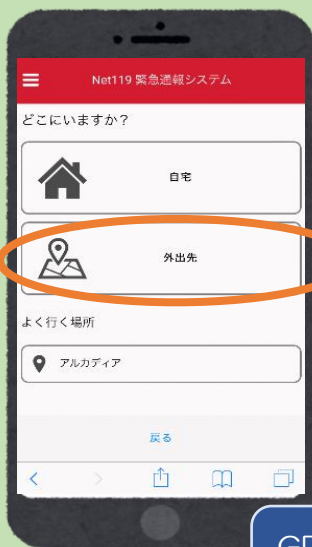 Net119 緊急通報システム
どこにいますか？
自宅
外出先
よく行く場所
アルカディア
戻る